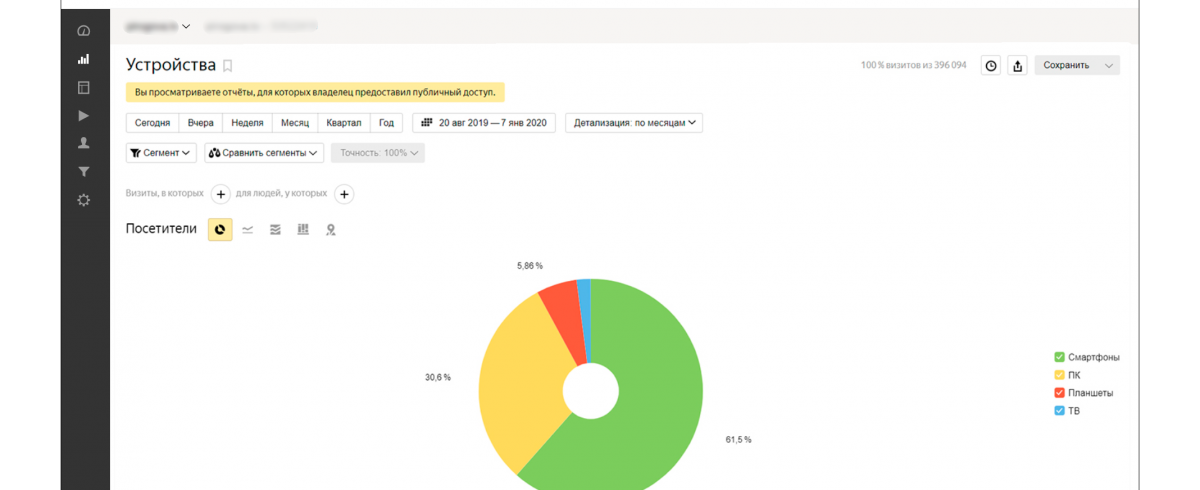 Устройства
100 % визитов из 396 094
Сохранить
Вы просматриваете отчёты, для которых владелец предоставил публичный доступ.
Сегодня Вчера Неделя Месяц Квартал Год 20 авг 2019 — 7 янв 2020 Детализация: по месяцам
Сегмент Сравнить сегменты Точность: 100%
Визиты, в которых + для людей, у которых +
Посетители
5,86 %
30,6 %
61,5 %
Смартфоны
ПК
Планшеты
ТВ